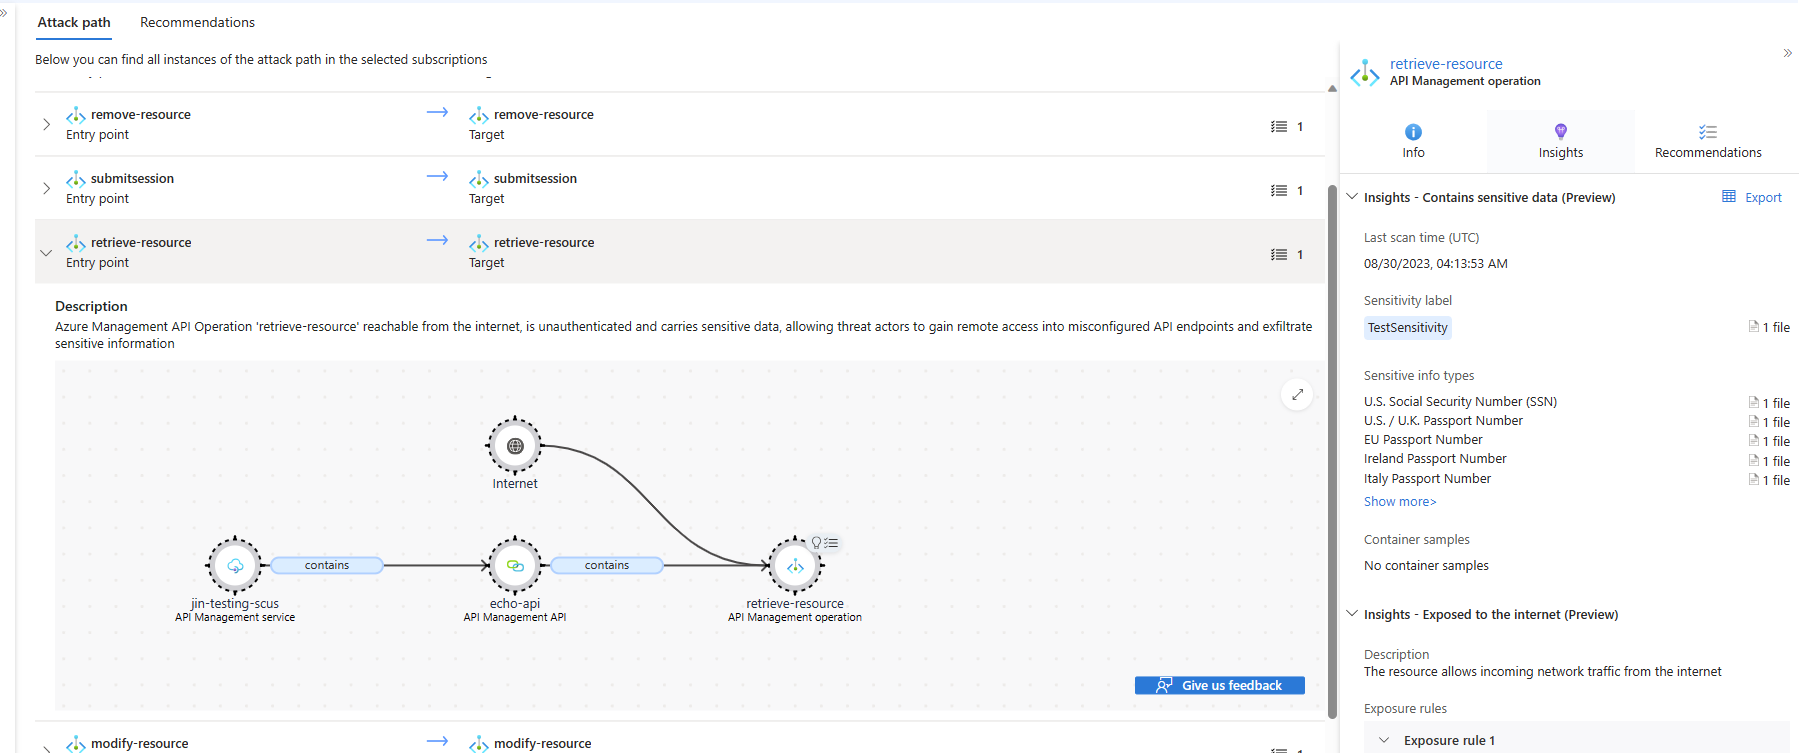 Attack path
Recommendations
Below you can find all instances of the attack path in the selected subscriptions
remove-resource
Entry point
remove-resource
Target
1
submitsession
Entry point
submitsession
Target
1
retrieve-resource
Entry point
retrieve-resource
Target
1
Description
Azure Management API Operation 'retrieve-resource' reachable from the internet, is unauthenticated and carries sensitive data, allowing threat actors to gain remote access into misconfigured API endpoints and exfiltrate
sensitive information
Internet
contains
contains
jin-testing-scus
API Management service
echo-api
API Management API
retrieve-resource
API Management operation
Give us feedback
modify-resource
modify-resource
retrieve-resource
API Management operation
Info
Insights
Recommendations
Insights - Contains sensitive data (Preview)
Export
Last scan time (UTC)
08/30/2023, 04:13:53 AM
Sensitivity label
TestSensitivity
1 file
Sensitive info types
U.S. Social Security Number (SSN)
1 file
U.S. / U.K. Passport Number
1 file
EU Passport Number
1 file
Ireland Passport Number
1 file
Italy Passport Number
1 file
Show more>
Container samples
No container samples
Insights - Exposed to the internet (Preview)
Description
The resource allows incoming network traffic from the internet
Exposure rules
Exposure rule 1